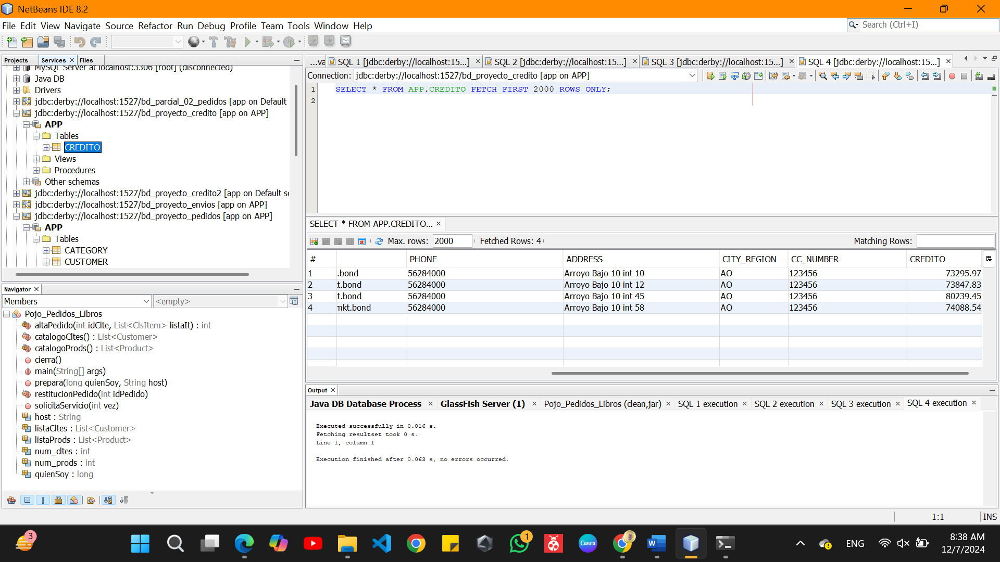 NetBeans IDE 8.2
File Edit View Navigate Source Refactor Run Debug Profile Team Tools Window Help
Search (Ctrl+I)
Projects Services Files
MySQL Server at localhost:3306 [root] (disconnected)
Java DB
Drivers
jdbc:derby://localhost:1527/bd_parcial_02_pedidos [app on Default
jdbc:derby://localhost:1527/bd_proyecto_credito [app on APP]
APP
Tables
CREDITO
Views
Procedures
Other schemas
jdbc:derby://localhost:1527/bd_proyecto_credito2 [app on Default s
jdbc:derby://localhost:1527/bd_proyecto_envios [app on APP]
jdbc:derby://localhost:1527/bd_proyecto_pedidos [app on APP]
APP
Tables
CATEGORY
CUSTOMER
Navigator
Members <empty>
Pojo_Pedidos_Libros
altaPedido(int idClte, List<ClsItem> listaIt) : int
catalogoCltes() : List<Customer>
catalogoProds() : List<Product>
cierra()
main(String[] args)
prepara(long quienSoy, String host)
restitucionPedido(int idPedido)
solicitaServicio(int vez)
host : String
listaCltes : List<Customer>
listaProds : List<Product>
num_cltes : int
num_prods : int
quienSoy : long
...va SQL 1 [jdbc:derby://localhost:15...] SQL 2 [jdbc:derby://localhost:15...] SQL 3 [jdbc:derby://localhost:15...] SQL 4 [jdbc:derby://localhost:15...]
Connection: jdbc:derby://localhost:1527/bd_proyecto_credito [app on APP]
1 SELECT * FROM APP.CREDITO FETCH FIRST 2000 ROWS ONLY;
2
SELECT * FROM APP.CREDITO...
Max. rows: 2000 Fetched Rows: 4 Matching Rows:
# PHONE ADDRESS CITY_REGION CC_NUMBER CREDITO
1 .bond 56284000 Arroyo Bajo 10 int 10 AO 123456 73295.97
2 t.bond 56284000 Arroyo Bajo 10 int 12 AO 123456 73847.83
3 t.bond 56284000 Arroyo Bajo 10 int 45 AO 123456 80239.45
4 mkt.bond 56284000 Arroyo Bajo 10 int 58 AO 123456 74088.54
Output
Java DB Database Process GlassFish Server (1) Pojo_Pedidos_Libros (clean,jar) SQL 1 execution SQL 2 execution SQL 3 execution SQL 4 execution
Executed successfully in 0.016 s.
Fetching resultset took 0 s.
Line 1, column 1
Execution finished after 0.063 s, no errors occurred.
1:1 INS
3
1
Canva
ENG
8:38 AM
12/7/2024